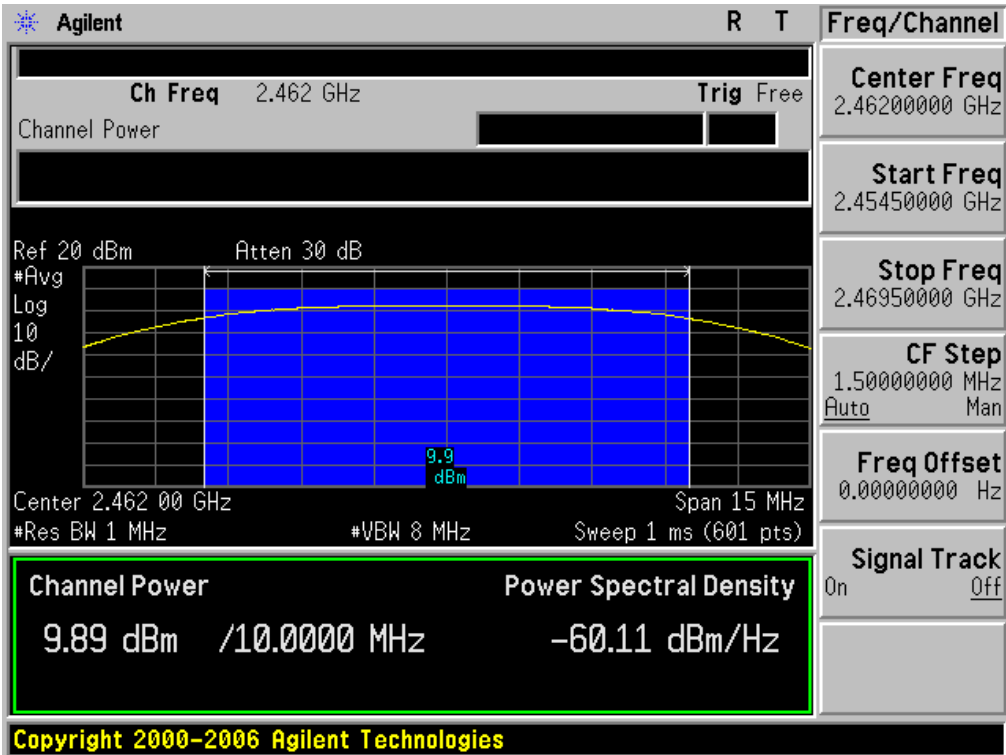 Agilent R T
Ch Freq 2.462 GHz Trig Free
Channel Power
Ref 20 dBm Atten 30 dB
#Avg
Log
10
dB/
9.9
dBm
Center 2.462 00 GHz Span 15 MHz
#Res BW 1 MHz #VBW 8 MHz Sweep 1 ms (601 pts)
Channel Power Power Spectral Density
9.89 dBm /10.0000 MHz -60.11 dBm/Hz
Copyright 2000-2006 Agilent Technologies
Freq/Channel
Center Freq
2.46200000 GHz
Start Freq
2.45450000 GHz
Stop Freq
2.46950000 GHz
CF Step
1.50000000 MHz
Auto Man
Freq Offset
0.00000000 Hz
Signal Track
On Off